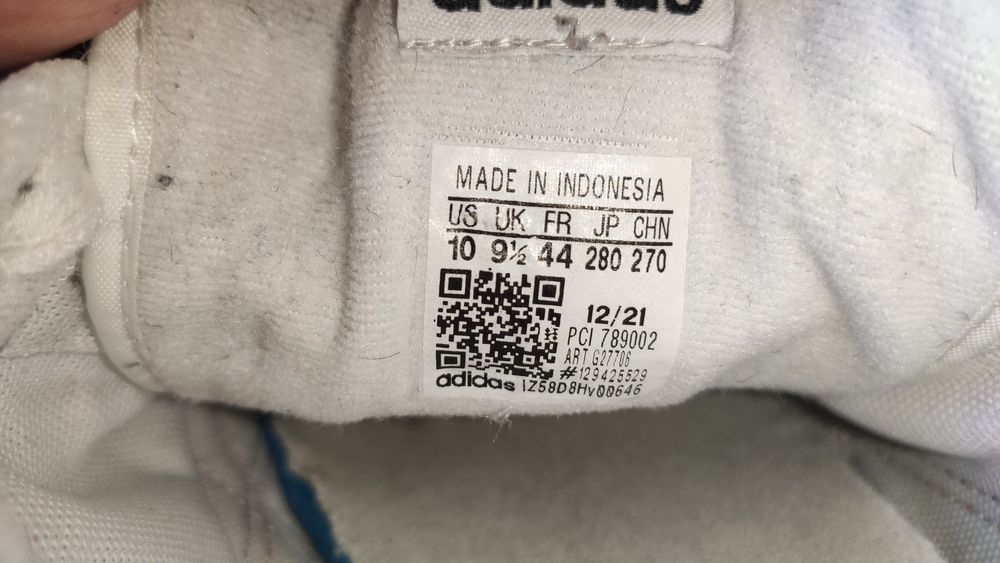 adidas
MADE IN INDONESIA
US UK FR JP CHN
10 9½ 44 280 270
12/21
PCI 789002
ART G27706
#129425529
adidas IZ58D8Hv00646